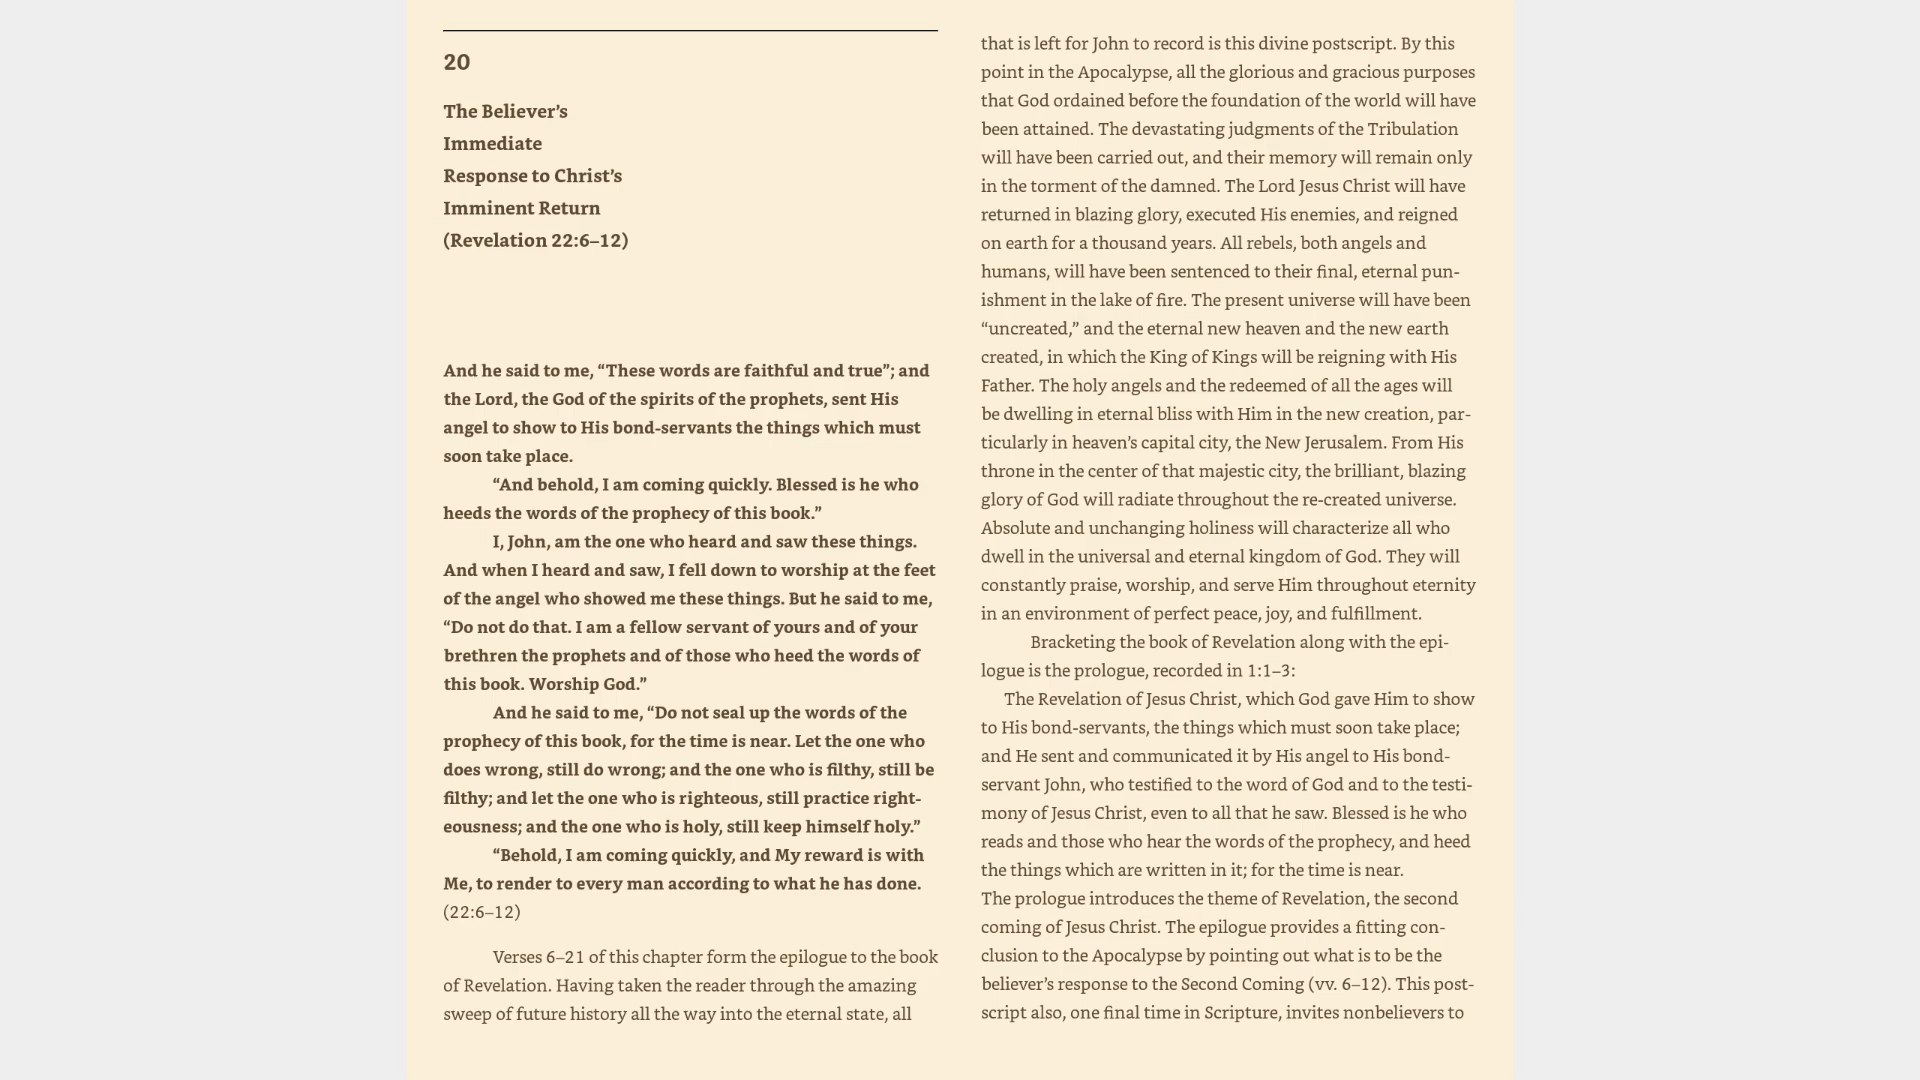 20
The Believer’s
Immediate
Response to Christ’s
Imminent Return
(Revelation 22:6–12)
And he said to me, “These words are faithful and true”; and
the Lord, the God of the spirits of the prophets, sent His
angel to show to His bond-servants the things which must
soon take place.
“And behold, I am coming quickly. Blessed is he who
heeds the words of the prophecy of this book.”
I, John, am the one who heard and saw these things.
And when I heard and saw, I fell down to worship at the feet
of the angel who showed me these things. But he said to me,
“Do not do that. I am a fellow servant of yours and of your
brethren the prophets and of those who heed the words of
this book. Worship God.”
And he said to me, “Do not seal up the words of the
prophecy of this book, for the time is near. Let the one who
does wrong, still do wrong; and the one who is filthy, still be
filthy; and let the one who is righteous, still practice right-
eousness; and the one who is holy, still keep himself holy.”
“Behold, I am coming quickly, and My reward is with
Me, to render to every man according to what he has done.
(22:6–12)
Verses 6–21 of this chapter form the epilogue to the book
of Revelation. Having taken the reader through the amazing
sweep of future history all the way into the eternal state, all
that is left for John to record is this divine postscript. By this
point in the Apocalypse, all the glorious and gracious purposes
that God ordained before the foundation of the world will have
been attained. The devastating judgments of the Tribulation
will have been carried out, and their memory will remain only
in the torment of the damned. The Lord Jesus Christ will have
returned in blazing glory, executed His enemies, and reigned
on earth for a thousand years. All rebels, both angels and
humans, will have been sentenced to their final, eternal pun-
ishment in the lake of fire. The present universe will have been
“uncreated,” and the eternal new heaven and the new earth
created, in which the King of Kings will be reigning with His
Father. The holy angels and the redeemed of all the ages will
be dwelling in eternal bliss with Him in the new creation, par-
ticularly in heaven’s capital city, the New Jerusalem. From His
throne in the center of that majestic city, the brilliant, blazing
glory of God will radiate throughout the re-created universe.
Absolute and unchanging holiness will characterize all who
dwell in the universal and eternal kingdom of God. They will
constantly praise, worship, and serve Him throughout eternity
in an environment of perfect peace, joy, and fulfillment.
Bracketing the book of Revelation along with the epi-
logue is the prologue, recorded in 1:1–3:
The Revelation of Jesus Christ, which God gave Him to show
to His bond-servants, the things which must soon take place;
and He sent and communicated it by His angel to His bond-
servant John, who testified to the word of God and to the testi-
mony of Jesus Christ, even to all that he saw. Blessed is he who
reads and those who hear the words of the prophecy, and heed
the things which are written in it; for the time is near.
The prologue introduces the theme of Revelation, the second
coming of Jesus Christ. The epilogue provides a fitting con-
clusion to the Apocalypse by pointing out what is to be the
believer’s response to the Second Coming (vv. 6–12). This post-
script also, one final time in Scripture, invites nonbelievers to